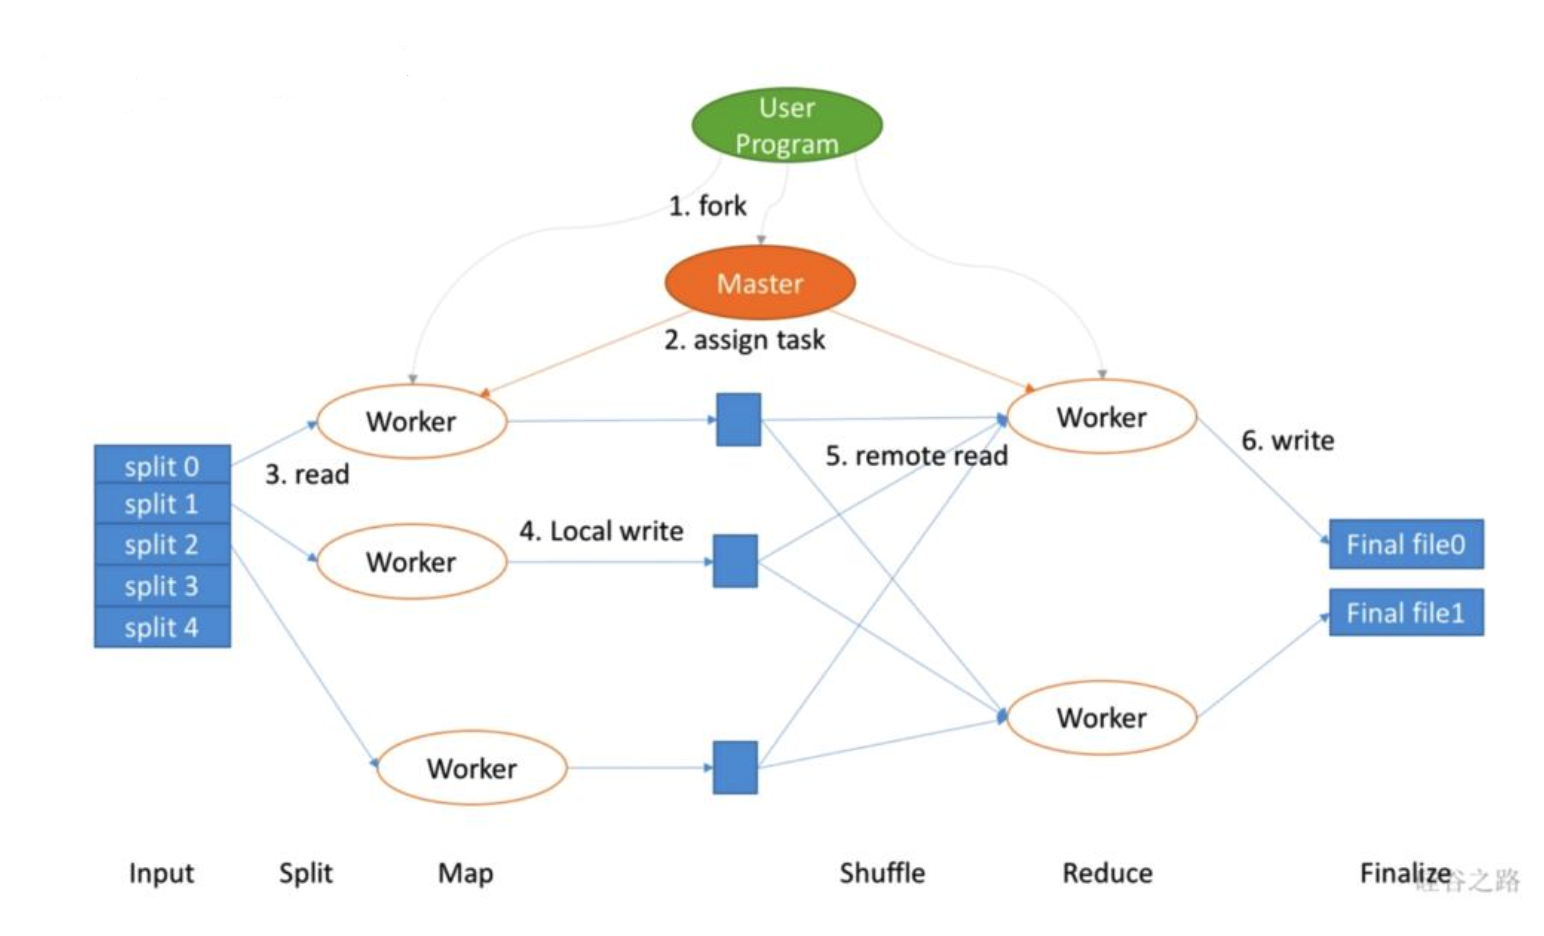 User
Program
1. fork
Master
2. assign task
Worker
Worker
split 0
3. read
5. remote read
6. write
split 1
4. Local write
split 2
Worker
Final file0
split 3
Final file1
split 4
Worker
Worker
Input
Split
Map
Shuffle
Reduce
Finalize
硅谷之路